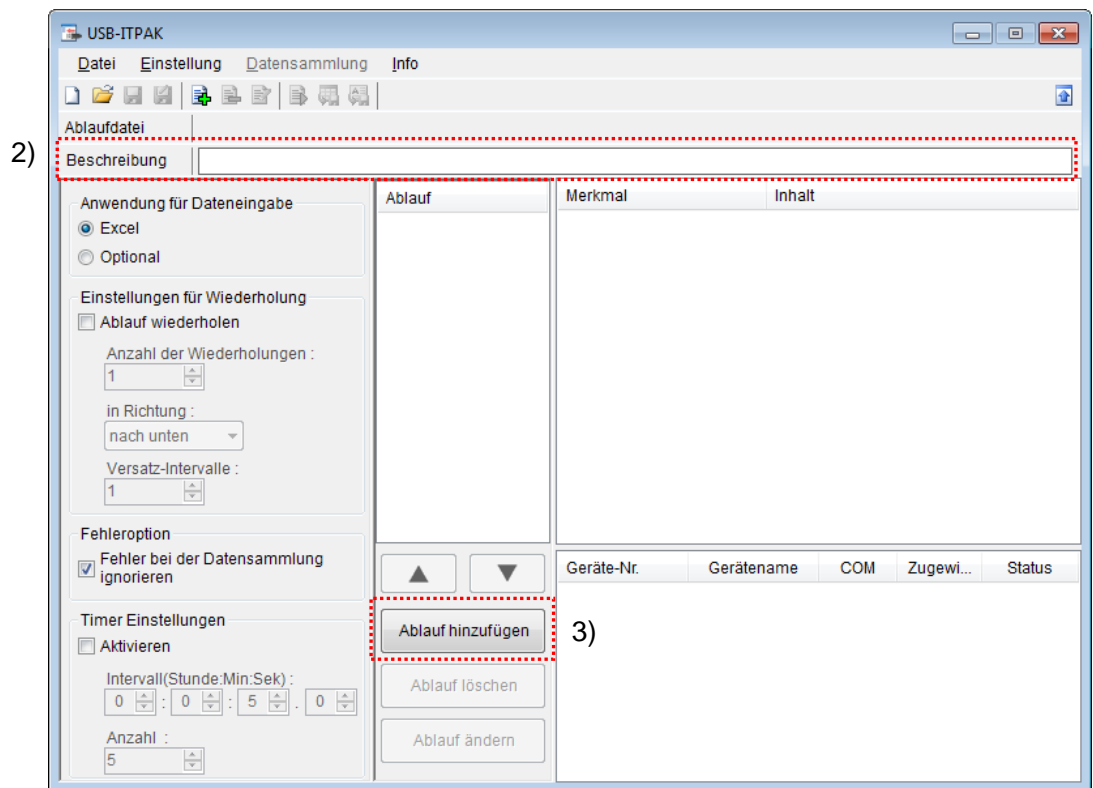 USB-ITPAK
Datei Einstellung Datensammlung Info
Ablaufdatei
2)
Beschreibung
Anwendung für Dateneingabe
Excel
Optional
Einstellungen für Wiederholung
Ablauf wiederholen
Anzahl der Wiederholungen :
1
in Richtung :
nach unten
Versatz-Intervalle :
1
Fehleroption
Fehler bei der Datensammlung
ignorieren
Timer Einstellungen
Aktivieren
Intervall(Stunde:Min:Sek) :
0 : 0 : 5 . 0
Anzahl :
5
Ablauf
Ablauf hinzufügen
3)
Ablauf löschen
Ablauf ändern
Merkmal Inhalt
Geräte-Nr. Gerätename COM Zugewi... Status